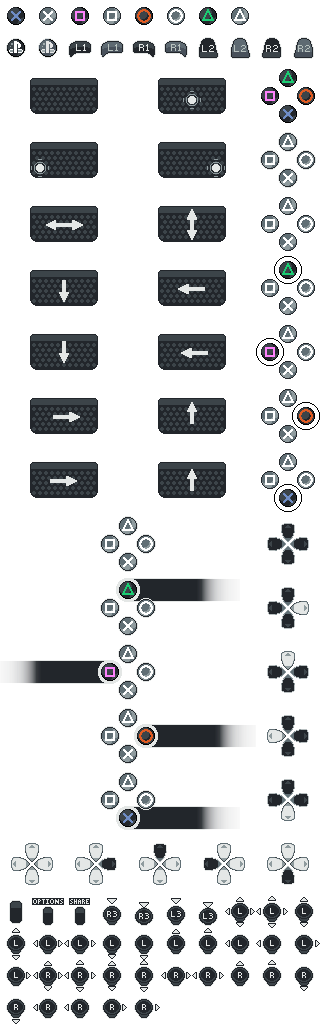 L1 L1 R1 R1 L2 L2 R2 R2
OPTIONS SHARE
R3 R3 L3 L3 L L L
L L L L L L L L L L
R R R R R R R R R R
R R R R R